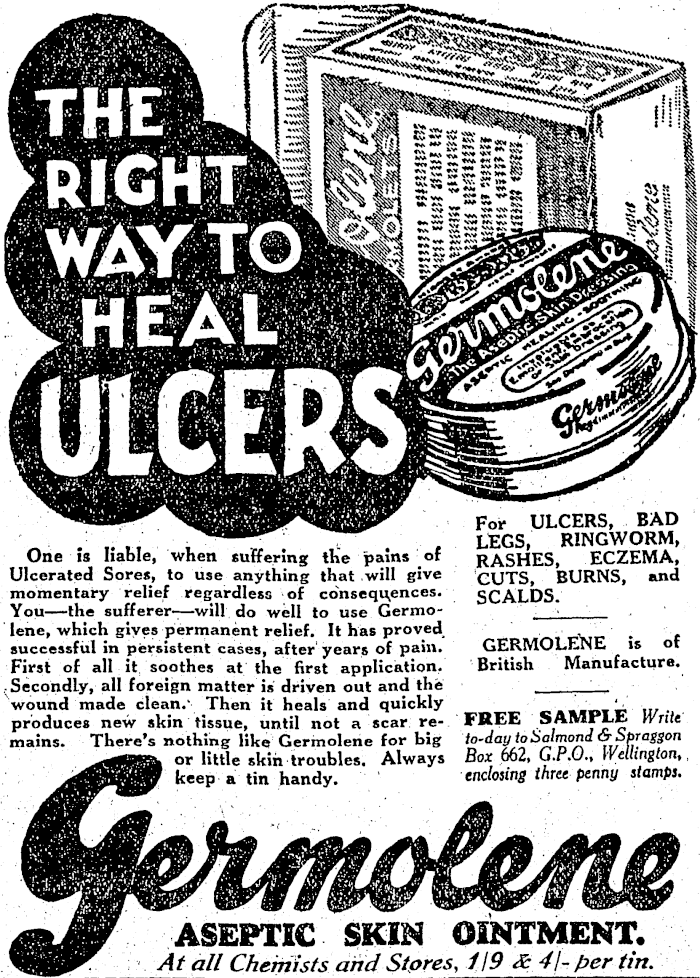 THE
RIGHT
WAY TO
HEAL
ULCERS
Germolene
The Aseptic Skin Dressing
ASEPTIC HEALING - SOOTHING
Germolene
One is liable, when suffering the pains of
Ulcerated Sores, to use anything that will give
momentary relief regardless of consequences.
You—the sufferer—will do well to use Germo-
lene, which gives permanent relief. It has proved
successful in persistent cases, after years of pain.
First of all it soothes at the first application.
Secondly, all foreign matter is driven out and the
wound made clean. Then it heals and quickly
produces new skin tissue, until not a scar re-
mains. There's nothing like Germolene for big
or little skin troubles. Always
keep a tin handy.
For ULCERS, BAD
LEGS, RINGWORM,
RASHES, ECZEMA,
CUTS, BURNS, and
SCALDS.
GERMOLENE is of
British Manufacture.
FREE SAMPLE Write
to-day to Salmond & Spraggon
Box 662, G.P.O., Wellington,
enclosing three penny stamps.
Germolene
ASEPTIC SKIN OINTMENT.
At all Chemists and Stores, 1/9 & 4/- per tin.